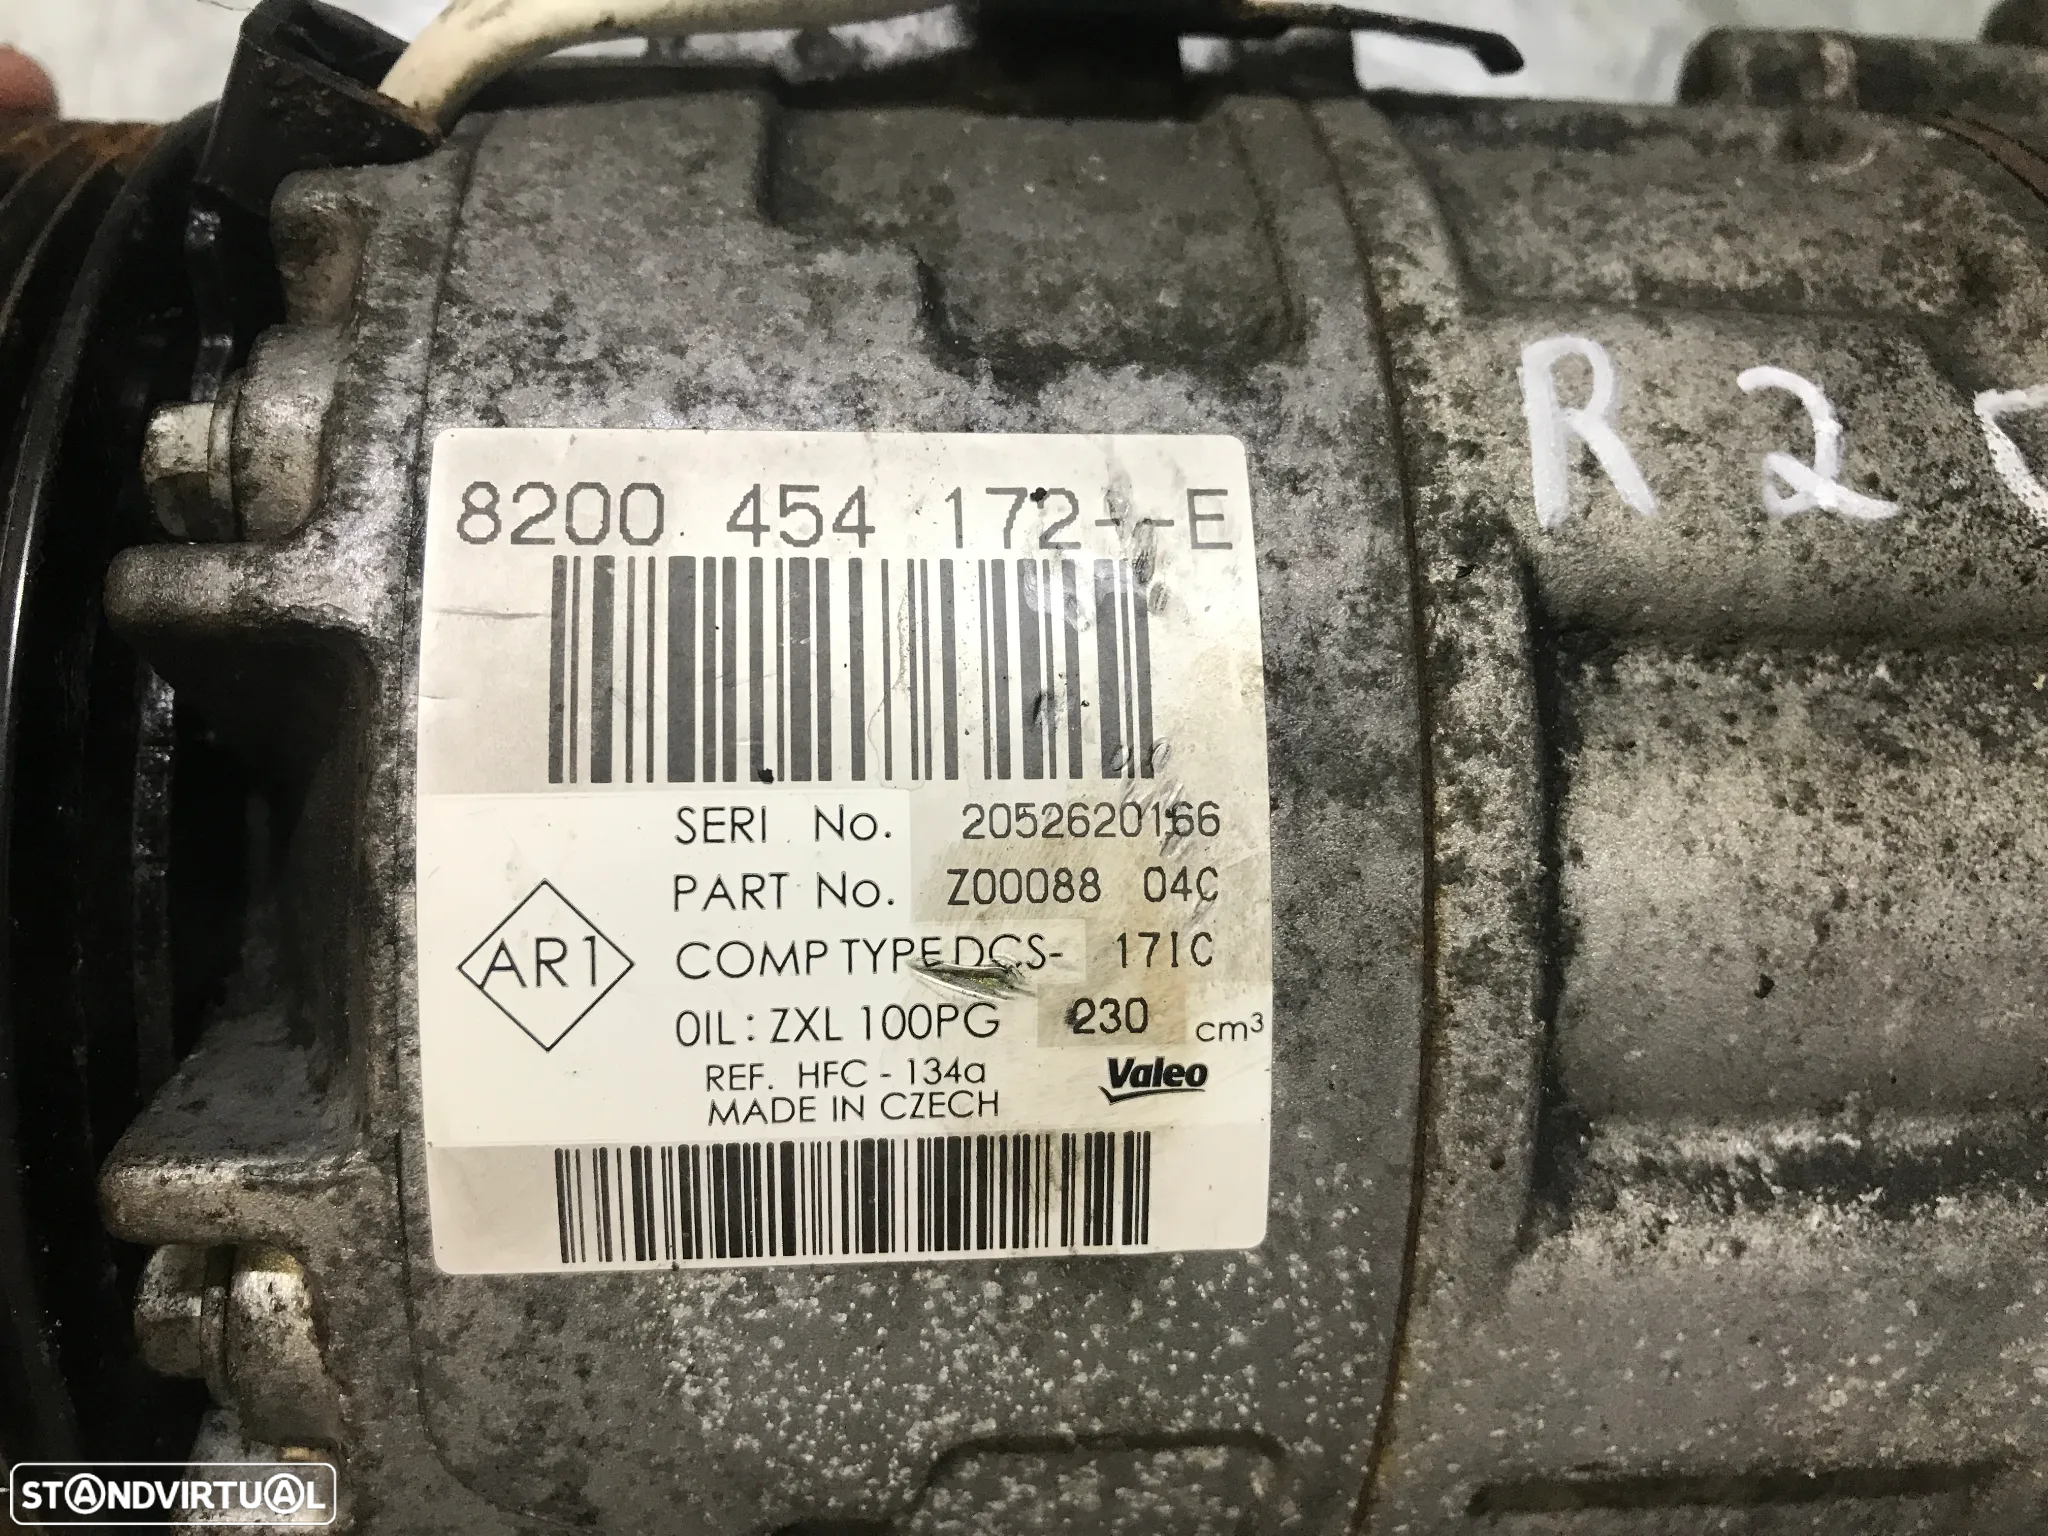 R 2
8200 454 172--E
SERI No. 2052620166
PART No. Z00088 04C
AR1
COMP TYPE DCS- 17IC
OIL: ZXL 100PG 230 cm³
REF. HFC - 134a
MADE IN CZECH
Valeo
STANDVIRTUAL